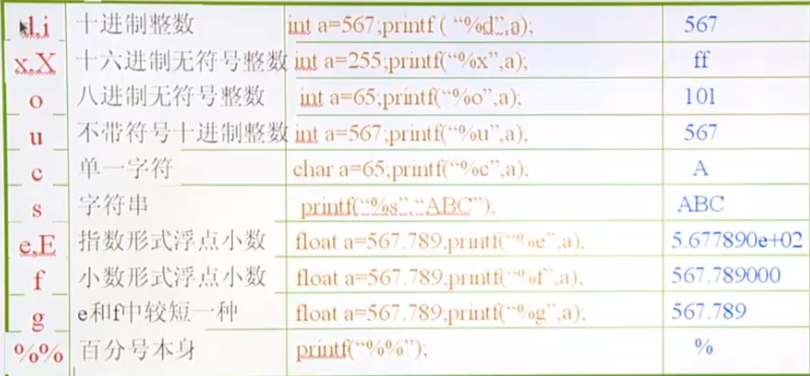 d,i 十进制整数 int a=567;printf ( “%d”,a); 567
x,X 十六进制无符号整数 int a=255;printf(“%x”,a); ff
o 八进制无符号整数 int a=65;printf(“%o”,a); 101
u 不带符号十进制整数 int a=567;printf(“%u”,a); 567
c 单一字符 char a=65;printf(“%c”,a); A
s 字符串 printf(“%s”,“ABC”); ABC
e,E 指数形式浮点小数 float a=567.789;printf(“%e”,a); 5.677890e+02
f 小数形式浮点小数 float a=567.789;printf(“%f”,a); 567.789000
g e和f中较短一种 float a=567.789;printf(“%g”,a); 567.789
%% 百分号本身 printf(“%%”); %